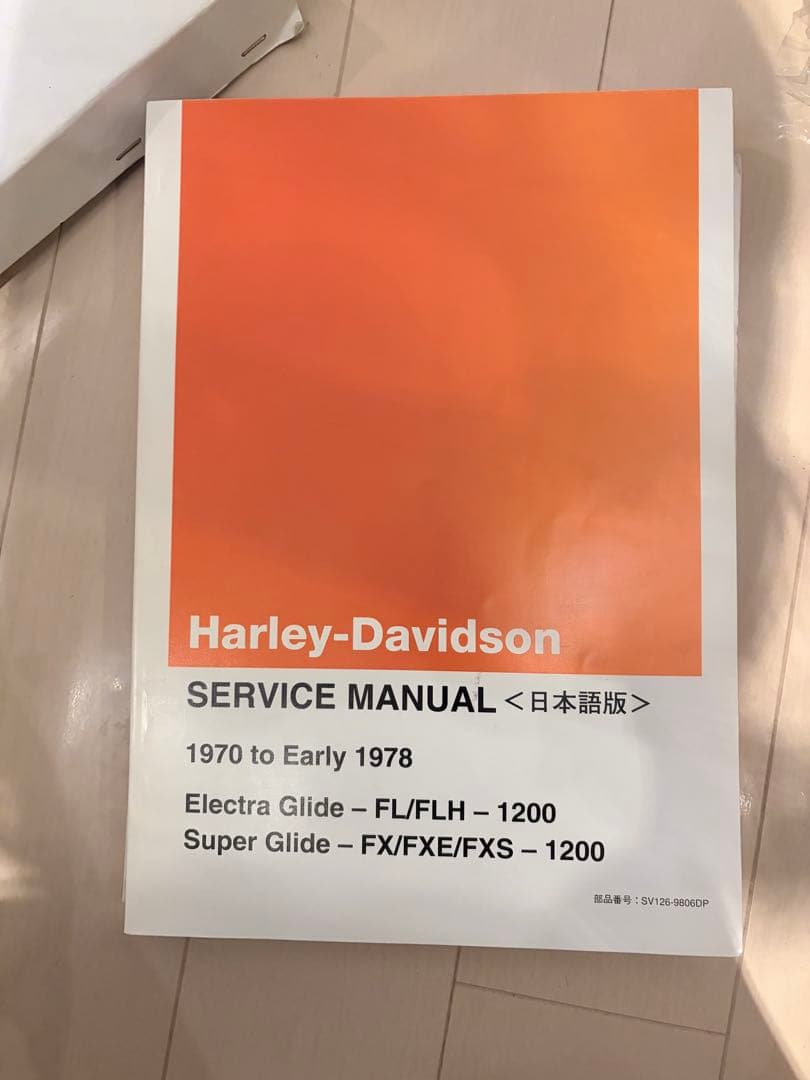 Harley-Davidson
SERVICE MANUAL＜日本語版＞
1970 to Early 1978
Electra Glide – FL/FLH – 1200
Super Glide – FX/FXE/FXS – 1200
部品番号：SV126-9806DP